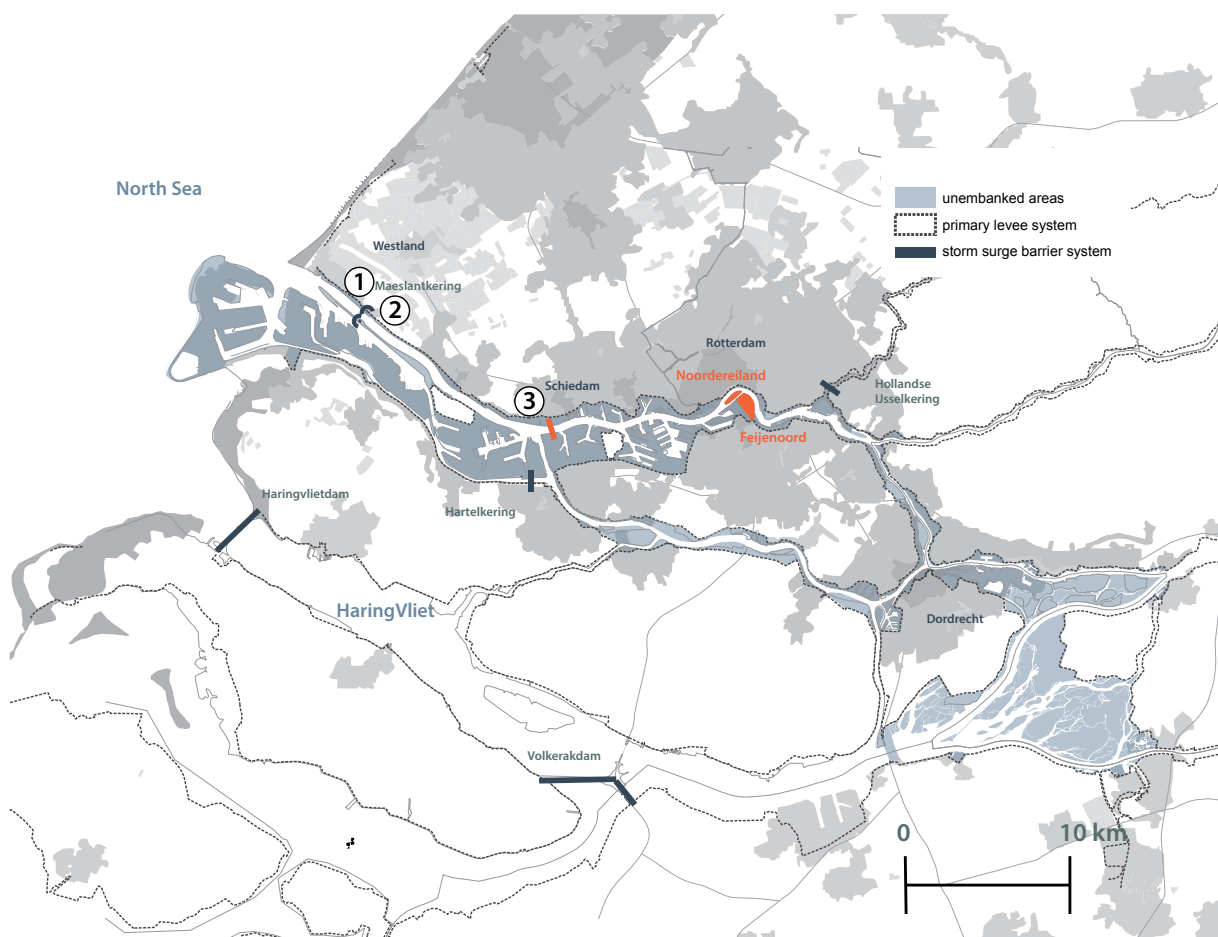 North Sea
unembanked areas
primary levee system
storm surge barrier system
Westland
1
Maeslantkering
2
Rotterdam
Noordereiland
Schiedam
3
Hollandse
IJsselkering
Feijenoord
Haringvlietdam
Hartelkering
HaringVliet
Dordrecht
Volkerakdam
0
10 km